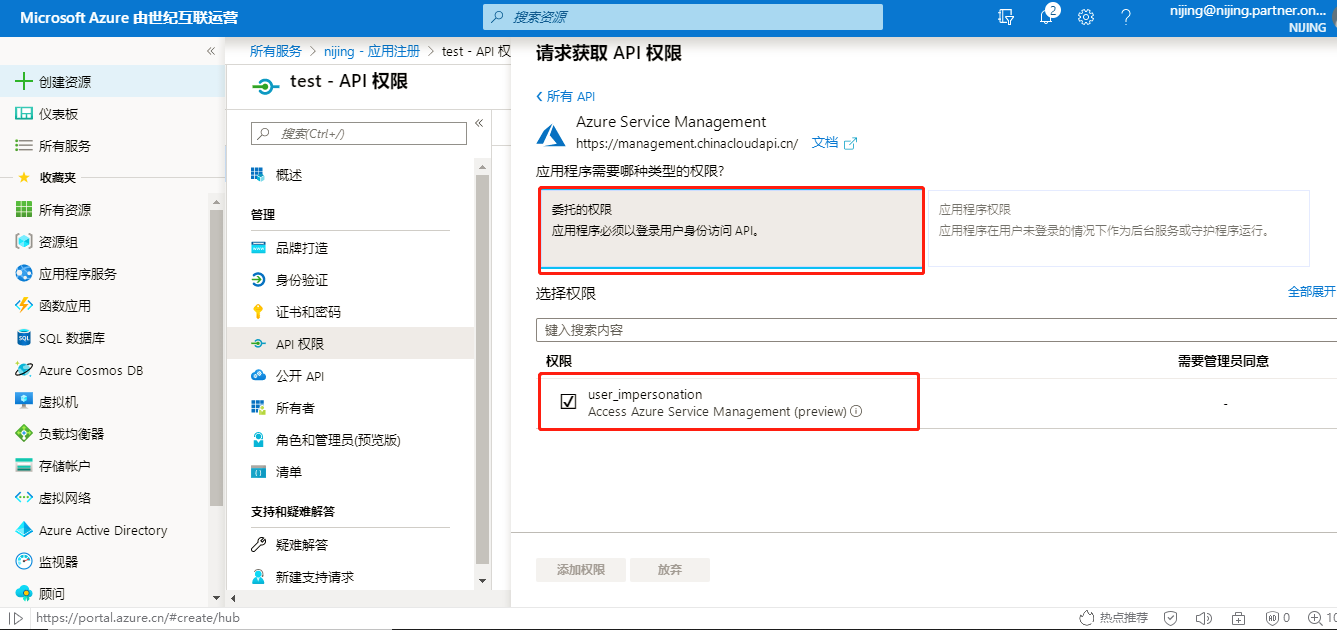 Microsoft Azure 由世纪互联运营
搜索资源
2
nijing@nijing.partner.on...
NIJING
所有服务 > nijing - 应用注册 > test - API 权
创建资源
仪表板
所有服务
收藏夹
所有资源
资源组
应用程序服务
函数应用
SQL 数据库
Azure Cosmos DB
虚拟机
负载均衡器
存储帐户
虚拟网络
Azure Active Directory
监视器
顾问
test - API 权限
搜索(Ctrl+/)
概述
管理
品牌打造
身份验证
证书和密码
API 权限
公开 API
所有者
角色和管理员(预览版)
清单
支持和疑难解答
疑难解答
新建支持请求
请求获取 API 权限
所有 API
Azure Service Management
https://management.chinacloudapi.cn/ 文档
应用程序需要哪种类型的权限?
委托的权限
应用程序必须以登录用户身份访问 API。
应用程序权限
应用程序在用户未登录的情况下作为后台服务或守护程序运行。
选择权限
全部展开
键入搜索内容
权限
需要管理员同意
user_impersonation
Access Azure Service Management (preview)
-
添加权限
放弃
https://portal.azure.cn/#create/hub
热点推荐
0
10